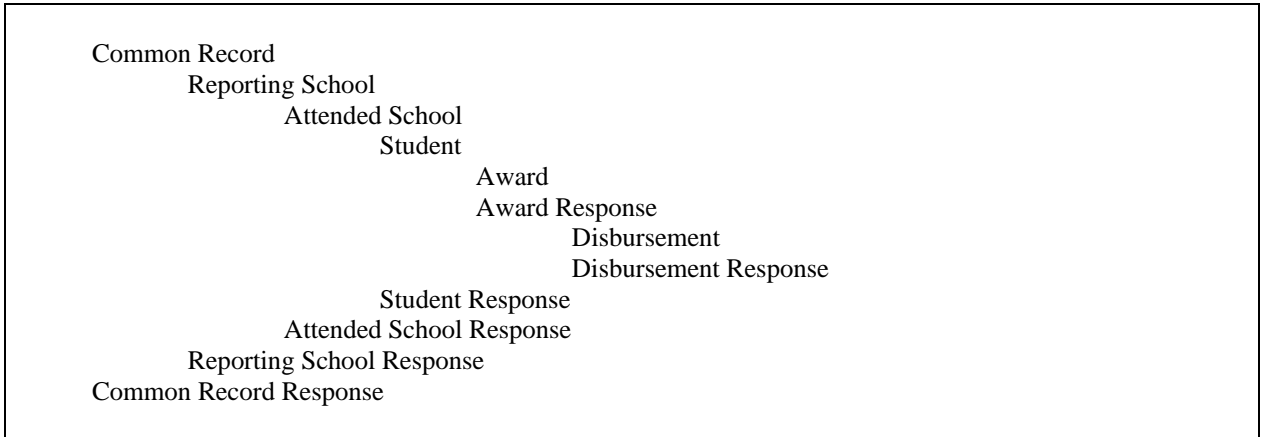 Common Record
Reporting School
Attended School
Student
Award
Award Response
Disbursement
Disbursement Response
Student Response
Attended School Response
Reporting School Response
Common Record Response